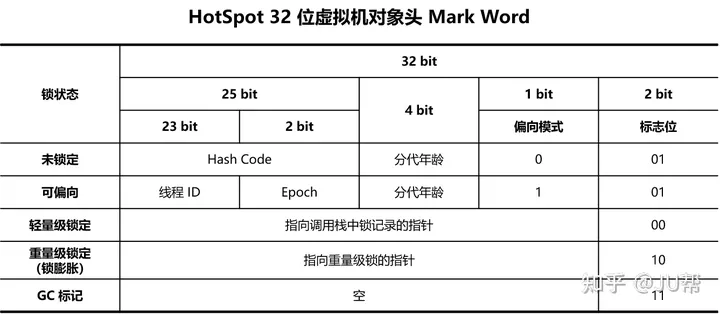 HotSpot 32 位虚拟机对象头 Mark Word
锁状态
32 bit
25 bit
4 bit
1 bit
2 bit
23 bit
2 bit
偏向模式
标志位
未锁定
Hash Code
分代年龄
0
01
可偏向
线程 ID
Epoch
分代年龄
1
01
轻量级锁定
指向调用栈中锁记录的指针
00
重量级锁定
(锁膨胀)
指向重量级锁的指针
10
GC 标记
空
11
知乎 @JU帮